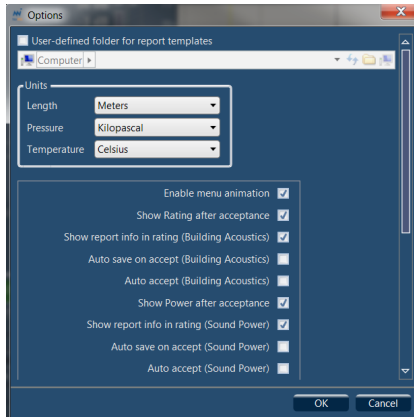 Options
User-defined folder for report templates
Computer
Units
Length Meters
Pressure Kilopascal
Temperature Celsius
Enable menu animation
Show Rating after acceptance
Show report info in rating (Building Acoustics)
Auto save on accept (Building Acoustics)
Auto accept (Building Acoustics)
Show Power after acceptance
Show report info in rating (Sound Power)
Auto save on accept (Sound Power)
Auto accept (Sound Power)
OK Cancel